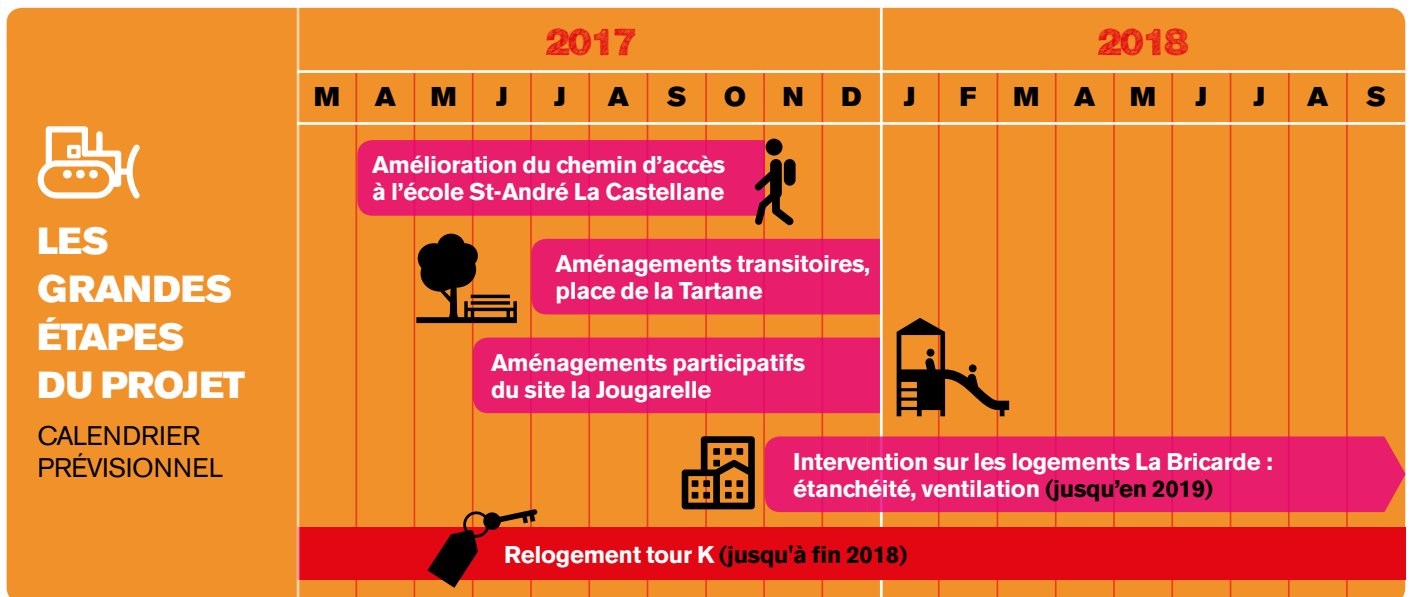 LES
GRANDES
ÉTAPES
DU PROJET
CALENDRIER
PRÉVISIONNEL
2017 2018
M A M J J A S O N D J F M A M J J A S
Amélioration du chemin d’accès
à l’école St-André La Castellane
Aménagements transitoires,
place de la Tartane
Aménagements participatifs
du site la Jougarelle
Intervention sur les logements La Bricarde :
étanchéité, ventilation (jusqu’en 2019)
Relogement tour K (jusqu'à fin 2018)